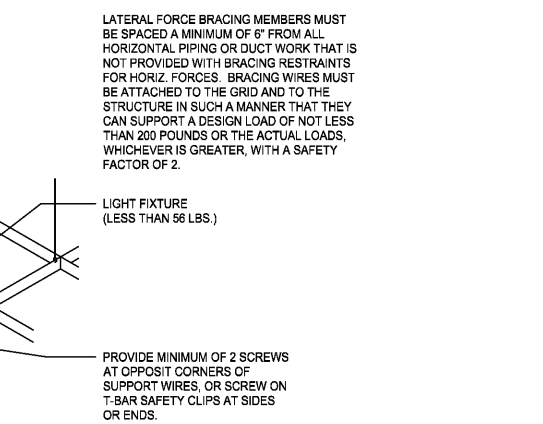 LATERAL FORCE BRACING MEMBERS MUST
BE SPACED A MINIMUM OF 6" FROM ALL
HORIZONTAL PIPING OR DUCT WORK THAT IS
NOT PROVIDED WITH BRACING RESTRAINTS
FOR HORIZ. FORCES. BRACING WIRES MUST
BE ATTACHED TO THE GRID AND TO THE
STRUCTURE IN SUCH A MANNER THAT THEY
CAN SUPPORT A DESIGN LOAD OF NOT LESS
THAN 200 POUNDS OR THE ACTUAL LOADS,
WHICHEVER IS GREATER, WITH A SAFETY
FACTOR OF 2.
LIGHT FIXTURE
(LESS THAN 56 LBS.)
PROVIDE MINIMUM OF 2 SCREWS
AT OPPOSIT CORNERS OF
SUPPORT WIRES, OR SCREW ON
T-BAR SAFETY CLIPS AT SIDES
OR ENDS.